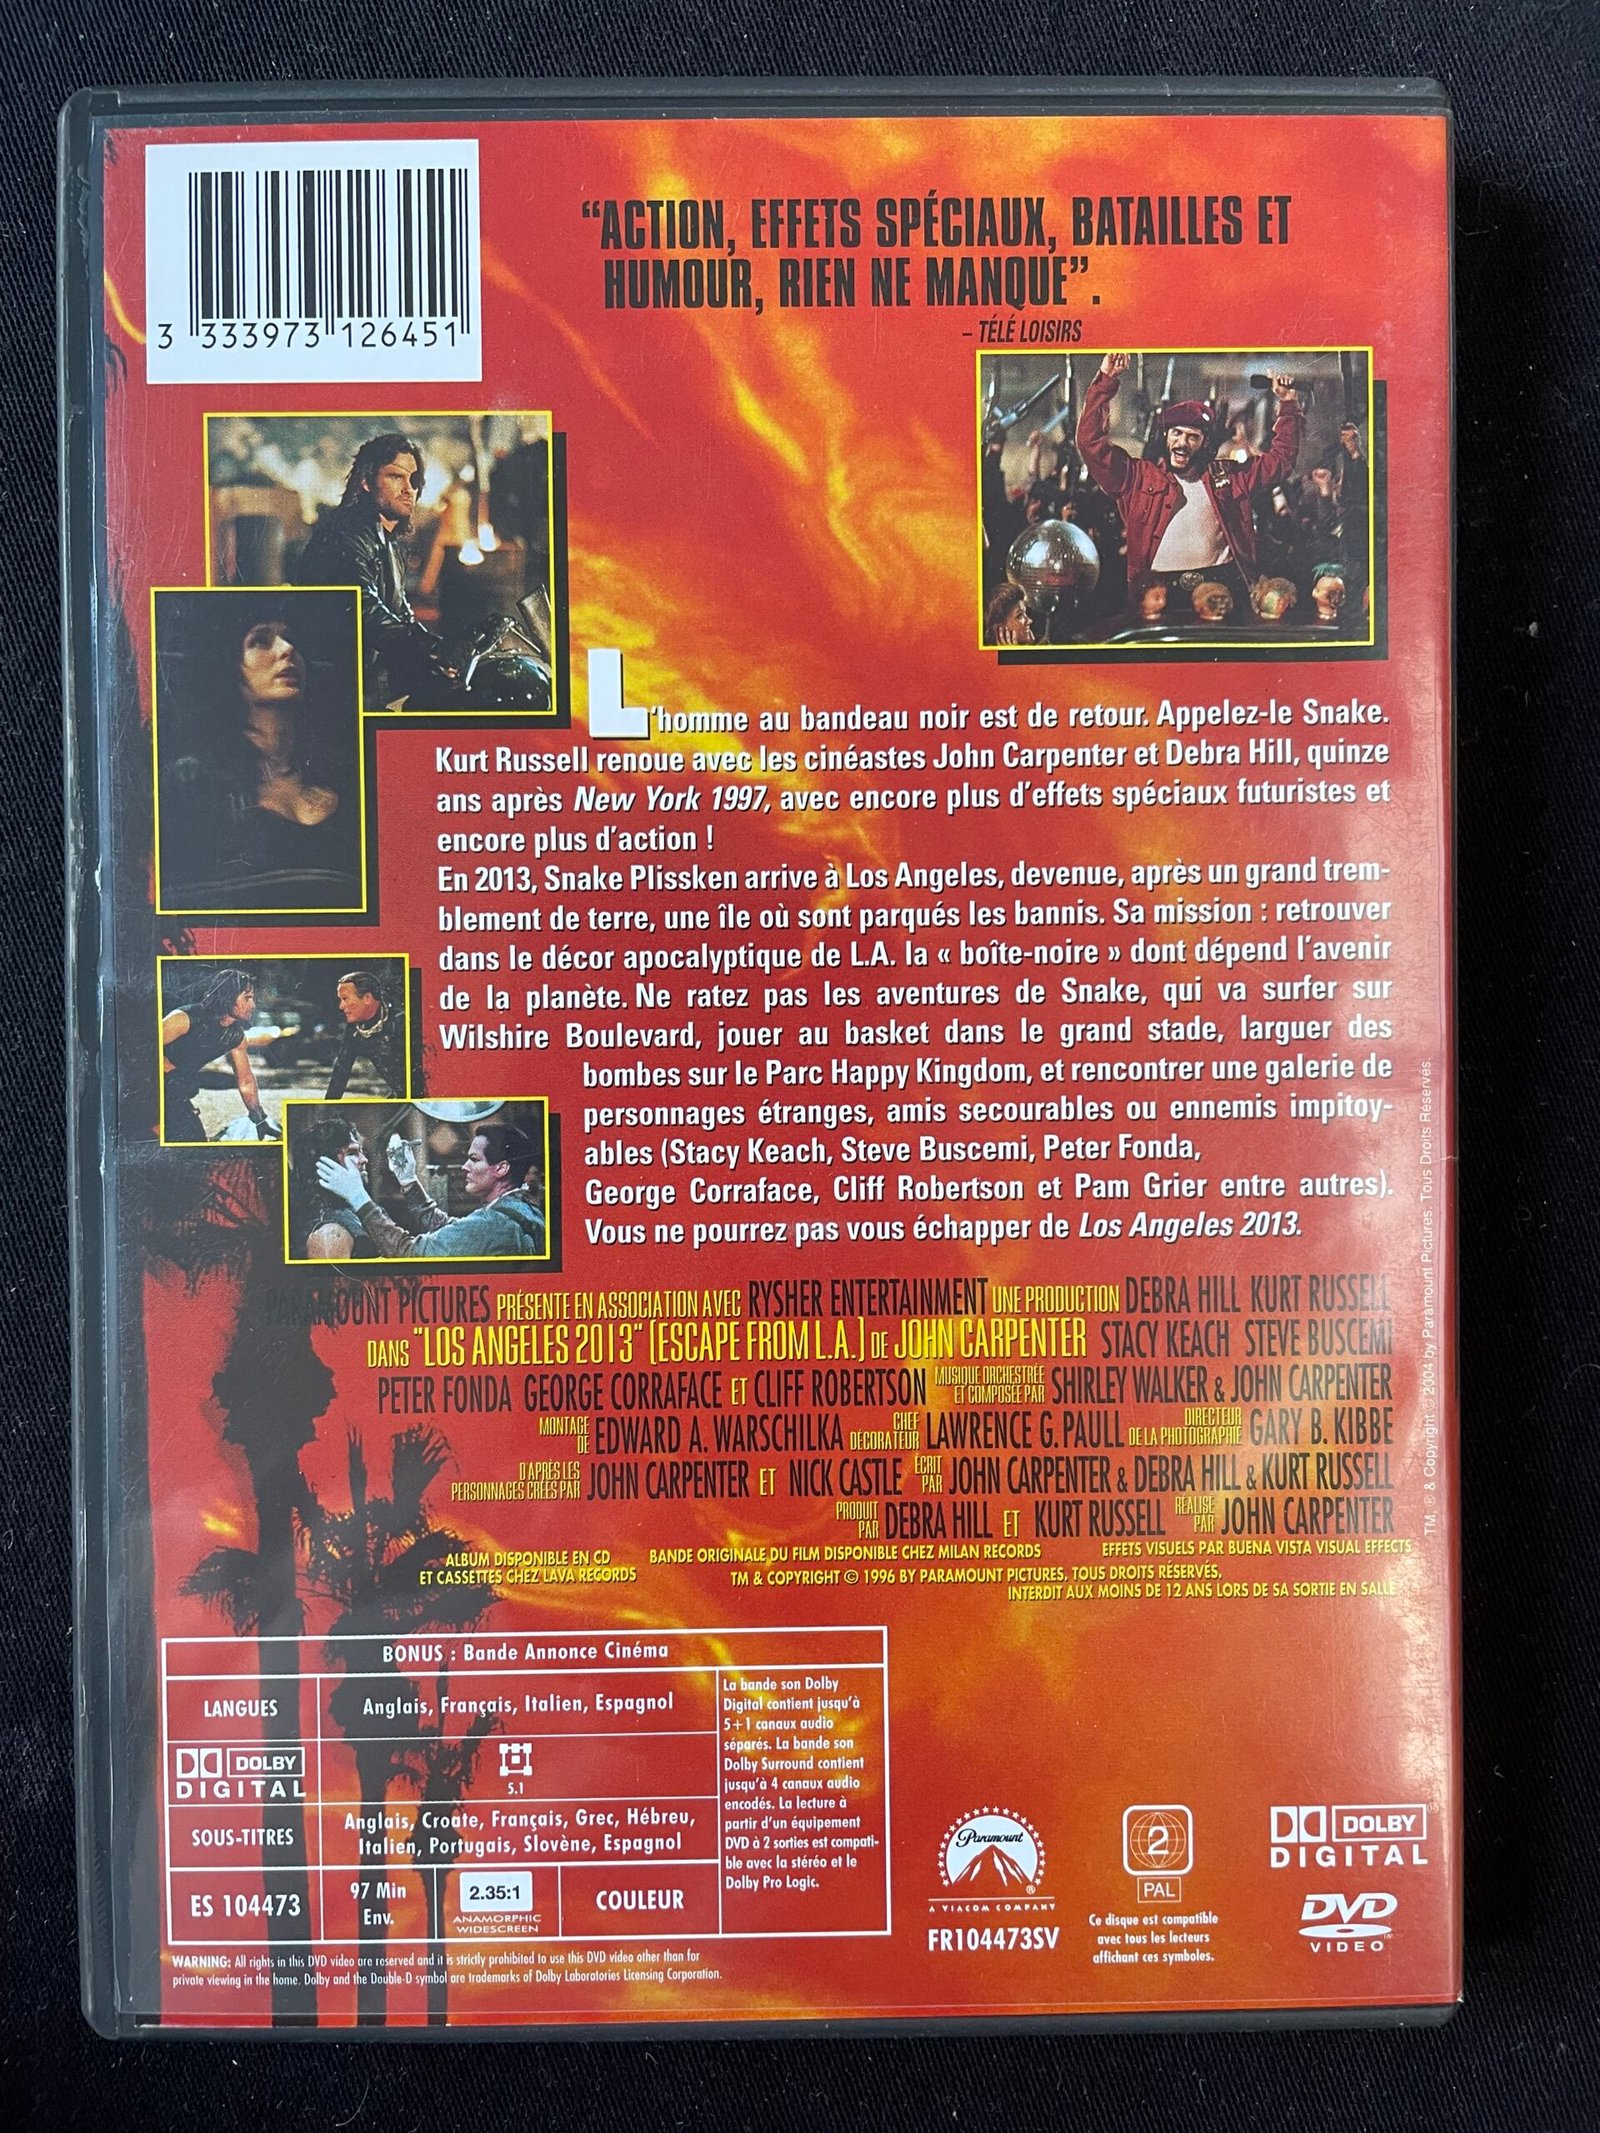 3 333973 126451
“ACTION, EFFETS SPÉCIAUX, BATAILLES ET
HUMOUR, RIEN NE MANQUE”.
– TÉLÉ LOISIRS
L'homme au bandeau noir est de retour. Appelez-le Snake.
Kurt Russell renoue avec les cinéastes John Carpenter et Debra Hill, quinze
ans après New York 1997, avec encore plus d'effets spéciaux futuristes et
encore plus d'action !
En 2013, Snake Plissken arrive à Los Angeles, devenue, après un grand trem-
blement de terre, une île où sont parqués les bannis. Sa mission : retrouver
dans le décor apocalyptique de L.A. la « boîte-noire » dont dépend l'avenir
de la planète. Ne ratez pas les aventures de Snake, qui va surfer sur
Wilshire Boulevard, jouer au basket dans le grand stade, larguer des
bombes sur le Parc Happy Kingdom, et rencontrer une galerie de
personnages étranges, amis secourables ou ennemis impitoy-
ables (Stacy Keach, Steve Buscemi, Peter Fonda,
George Corraface, Cliff Robertson et Pam Grier entre autres).
Vous ne pourrez pas vous échapper de Los Angeles 2013.
PARAMOUNT PICTURES PRÉSENTE EN ASSOCIATION AVEC RYSHER ENTERTAINMENT UNE PRODUCTION DEBRA HILL KURT RUSSELL
DANS "LOS ANGELES 2013" (ESCAPE FROM L.A.) DE JOHN CARPENTER STACY KEACH STEVE BUSCEMI
PETER FONDA GEORGE CORRAFACE ET CLIFF ROBERTSON MUSIQUE ORCHESTRÉE ET COMPOSÉE PAR SHIRLEY WALKER & JOHN CARPENTER
MONTAGE DE EDWARD A. WARSCHILKA CHEF DÉCORATEUR LAWRENCE G. PAULL DIRECTEUR DE LA PHOTOGRAPHIE GARY B. KIBBE
D'APRÈS LES PERSONNAGES CRÉES PAR JOHN CARPENTER ET NICK CASTLE ÉCRIT PAR JOHN CARPENTER & DEBRA HILL & KURT RUSSELL
PRODUIT PAR DEBRA HILL ET KURT RUSSELL RÉALISÉ PAR JOHN CARPENTER
ALBUM DISPONIBLE EN CD
ET CASSETTES CHEZ LAVA RECORDS
BANDE ORIGINALE DU FILM DISPONIBLE CHEZ MILAN RECORDS
EFFETS VISUELS PAR BUENA VISTA VISUAL EFFECTS
TM & COPYRIGHT © 1996 BY PARAMOUNT PICTURES. TOUS DROITS RÉSERVÉS.
INTERDIT AUX MOINS DE 12 ANS LORS DE SA SORTIE EN SALLE
TM, ® & Copyright © 2004 by Paramount Pictures. Tous Droits Réservés.
BONUS : Bande Annonce Cinéma
LANGUES
Anglais, Français, Italien, Espagnol
DOLBY
DIGITAL
5.1
SOUS-TITRES
Anglais, Croate, Français, Grec, Hébreu,
Italien, Portugais, Slovène, Espagnol
ES 104473
97 Min
Env.
2.35:1
ANAMORPHIC
WIDESCREEN
COULEUR
La bande son Dolby
Digital contient jusqu'à
5+1 canaux audio
séparés. La bande son
Dolby Surround contient
jusqu'à 4 canaux audio
encodés. La lecture à
partir d'un équipement
DVD à 2 sorties est compati-
ble avec la stéréo et le
Dolby Pro Logic.
WARNING: All rights in this DVD video are reserved and it is strictly prohibited to use this DVD video other than for
private viewing in the home. Dolby and the Double-D symbol are trademarks of Dolby Laboratories Licensing Corporation.
Paramount
®
A VIACOM COMPANY
FR104473SV
2
PAL
Ce disque est compatible
avec tous les lecteurs
affichant ces symboles.
DOLBY
DIGITAL
DVD
VIDEO